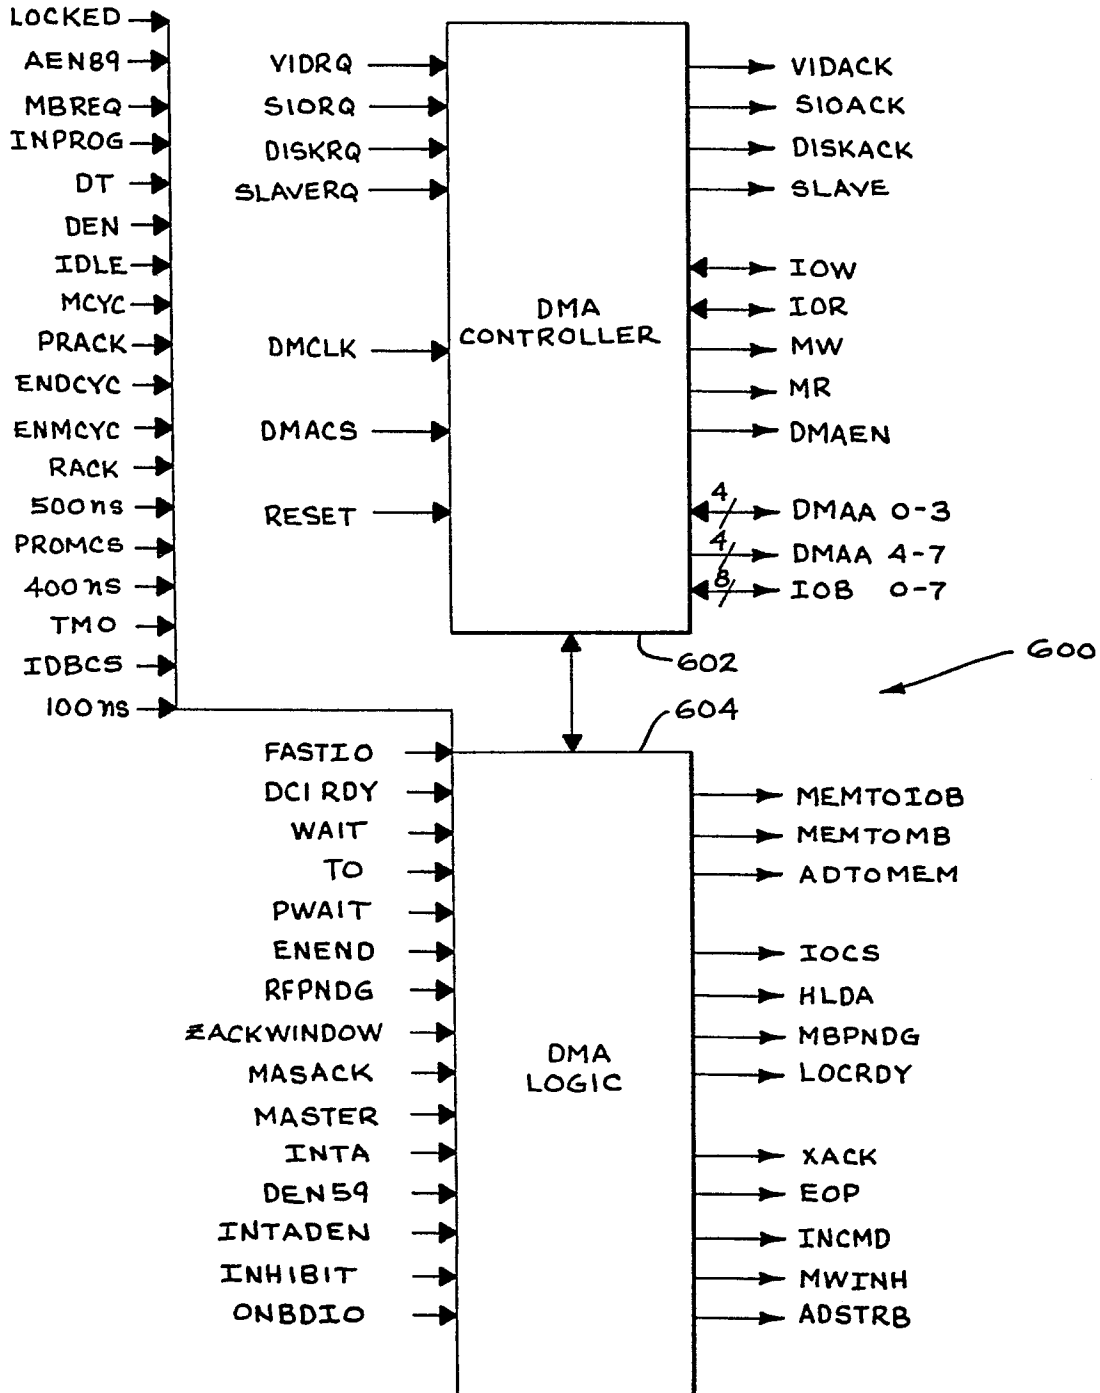 LOCKED
AEN89
MBREQ
INPROG
DT
DEN
IDLE
MCYC
PRACK
ENDCYC
ENMCYC
RACK
500ns
PROMCS
400ns
TMO
IDBCS
100ns
VIDRQ
SIORQ
DISKRQ
SLAVERQ
DMCLK
DMACS
RESET
DMA
CONTROLLER
VIDACK
SIOACK
DISKACK
SLAVE
IOW
IOR
MW
MR
DMAEN
4 DMAA 0-3
4 DMAA 4-7
8 IOB 0-7
602
600
604
FASTIO
DCIRDY
WAIT
TO
PWAIT
ENEND
RFPNDG
ZACKWINDOW
MASACK
MASTER
INTA
DEN59
INTADEN
INHIBIT
ONBDIO
DMA
LOGIC
MEMTOIOB
MEMTOMB
ADTOMEM
IOCS
HLDA
MBPNDG
LOCRDY
XACK
EOP
INCMD
MWINH
ADSTRB